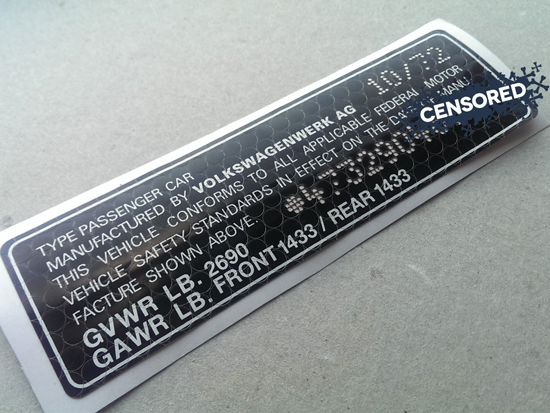 TYPE PASSENGER CAR
MANUFACTURED BY VOLKSWAGENWERK AG 10/72
THIS VEHICLE CONFORMS TO ALL APPLICABLE FEDERAL MOTOR
VEHICLE SAFETY STANDARDS IN EFFECT ON THE MANU
FACTURE SHOWN ABOVE.
GVWR LB. 2690
GAWR LB. FRONT 1433 / REAR 1433
CENSORED